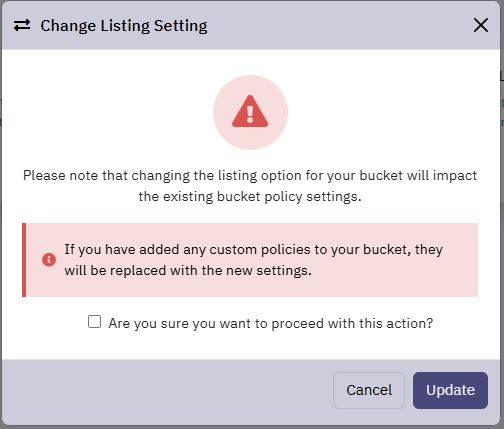 Change Listing Setting
Please note that changing the listing option for your bucket will impact
the existing bucket policy settings.
If you have added any custom policies to your bucket, they
will be replaced with the new settings.
Are you sure you want to proceed with this action?
Cancel
Update